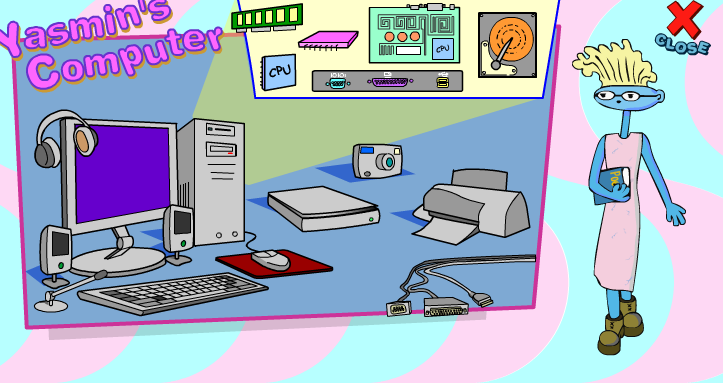 Yasmin's
Computer
CPU
CPU
CLOSE